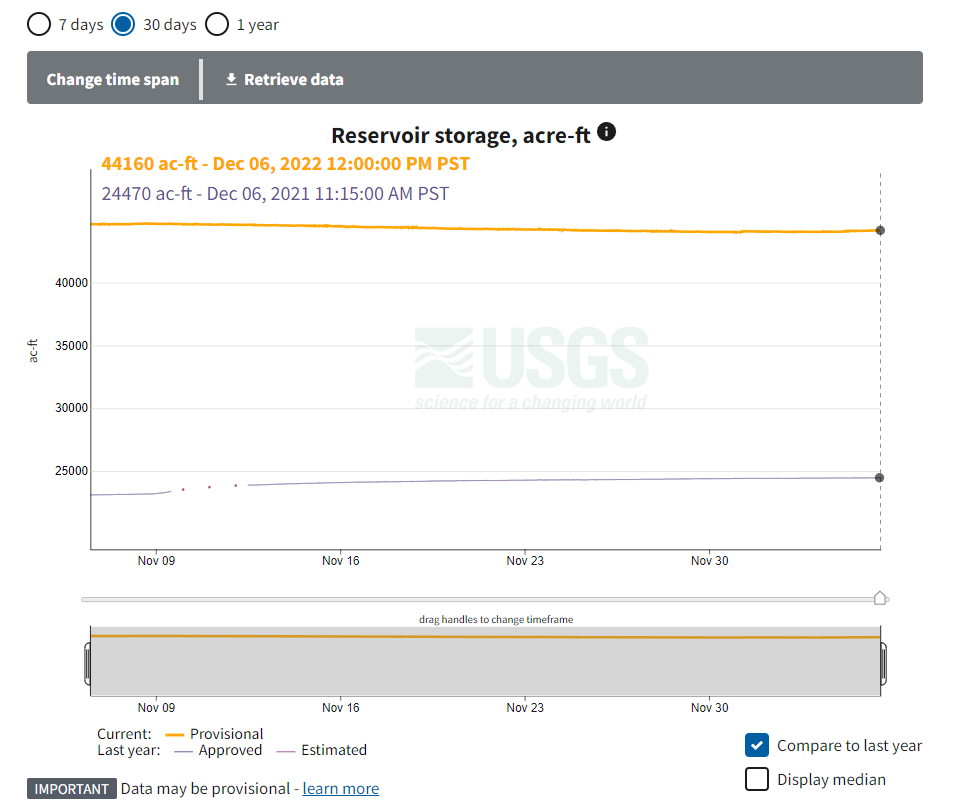 7 days 30 days 1 year
Change time span Retrieve data
Reservoir storage, acre-ft i
44160 ac-ft - Dec 06, 2022 12:00:00 PM PST
24470 ac-ft - Dec 06, 2021 11:15:00 AM PST
40000
35000
30000
25000
ac-ft
USGS
science for a changing world
Nov 09 Nov 16 Nov 23 Nov 30
drag handles to change timeframe
Nov 09 Nov 16 Nov 23 Nov 30
Current: Provisional
Last year: Approved Estimated
Compare to last year
Display median
IMPORTANT Data may be provisional - learn more